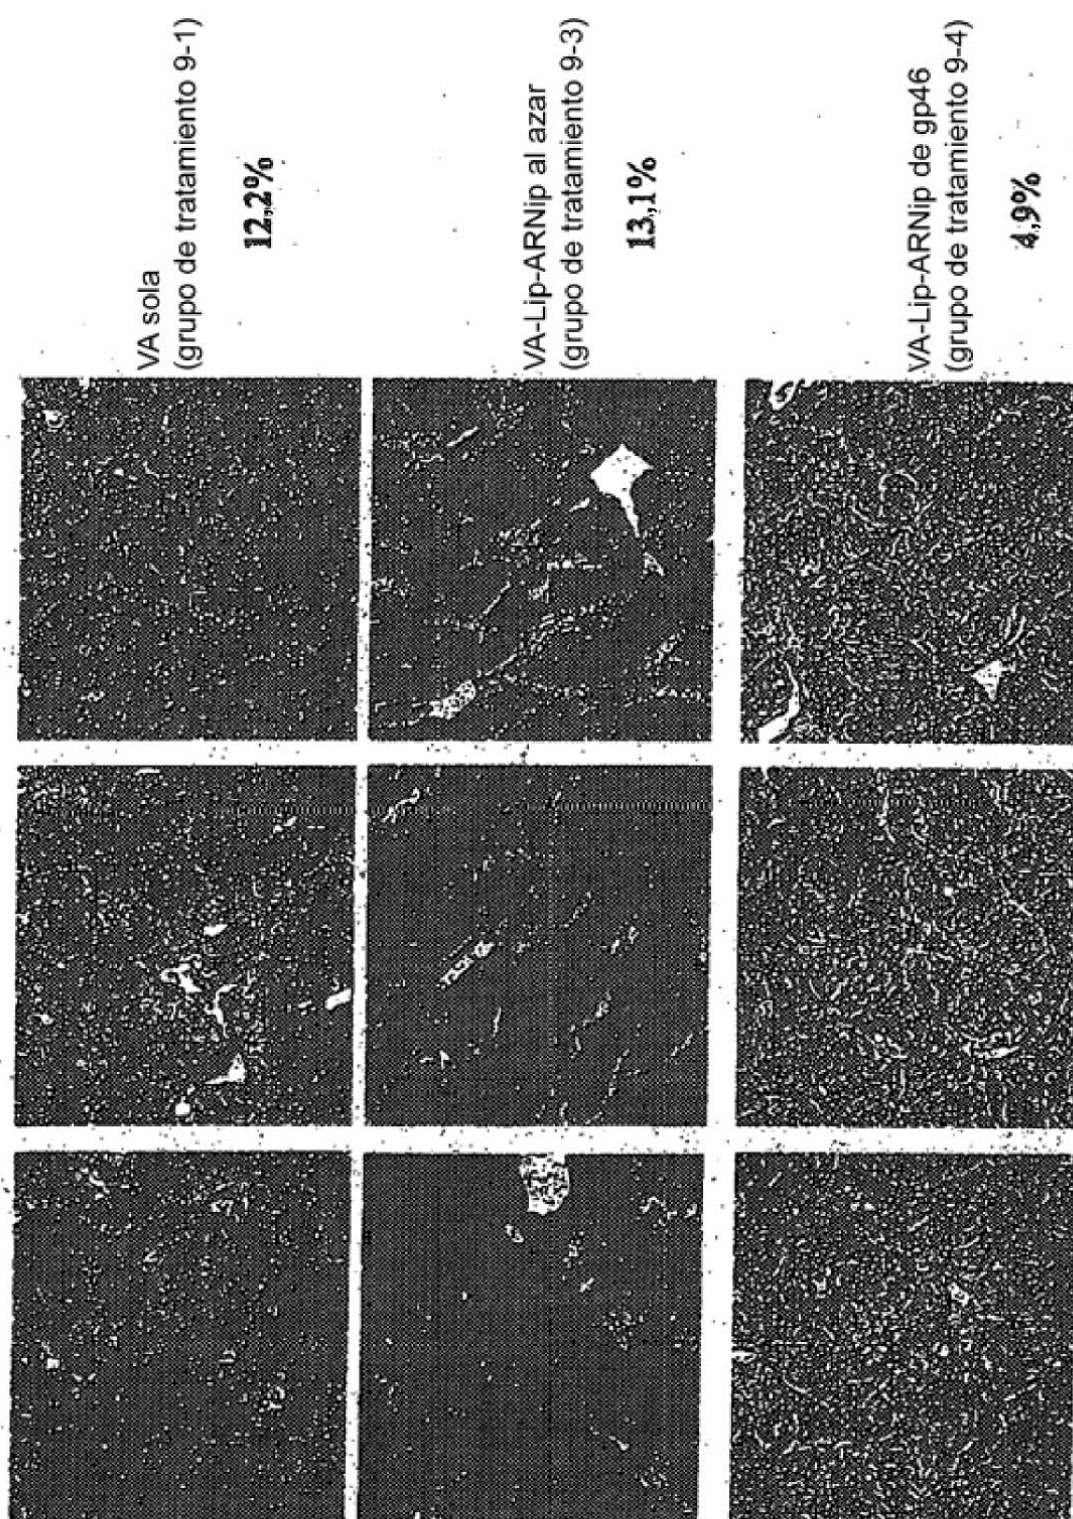 VA sola
(grupo de tratamiento 9-1)
12,2%
VA-Lip-ARNip al azar
(grupo de tratamiento 9-3)
13,1%
VA-Lip-ARNip de gp46
(grupo de tratamiento 9-4)
4,9%